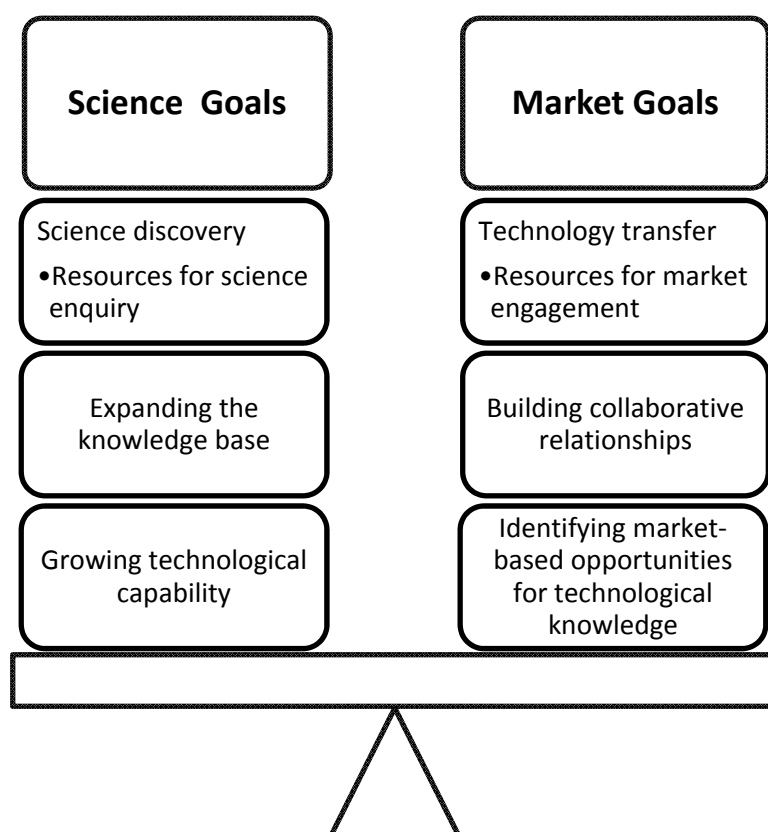 Science  Goals
Science discovery
•Resources for science
enquiry
Expanding the
knowledge base
Growing technological
capability
Market Goals
Technology transfer
•Resources for market
engagement
Building collaborative
relationships
Identifying market-
based opportunities
for technological
knowledge